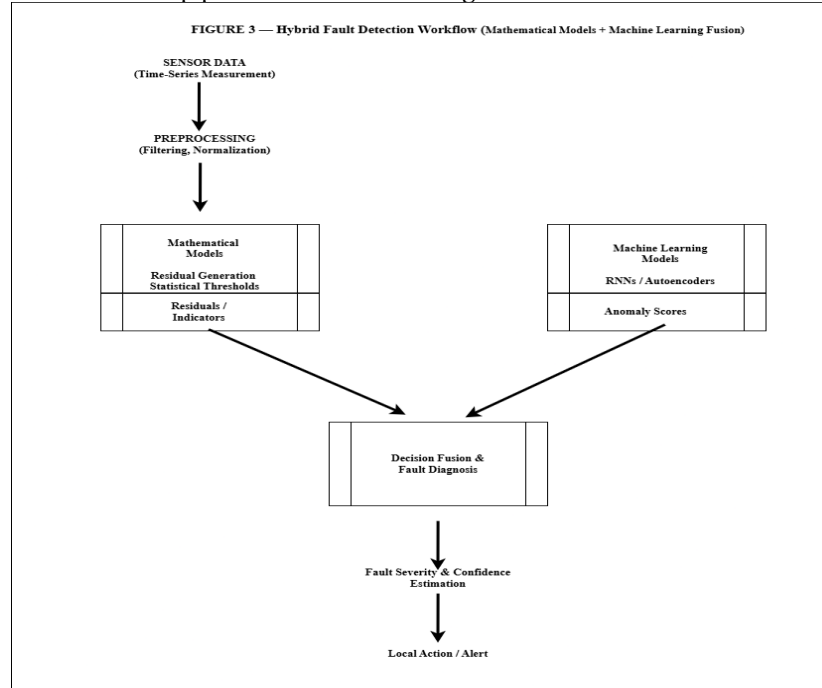 FIGURE 3 — Hybrid Fault Detection Workflow (Mathematical Models + Machine Learning Fusion)
SENSOR DATA
(Time-Series Measurement)
PREPROCESSING
(Filtering, Normalization)
Mathematical
Models
Residual Generation
Statistical Thresholds
Residuals /
Indicators
Machine Learning
Models
RNNs / Autoencoders
Anomaly Scores
Decision Fusion &
Fault Diagnosis
Fault Severity & Confidence
Estimation
Local Action / Alert